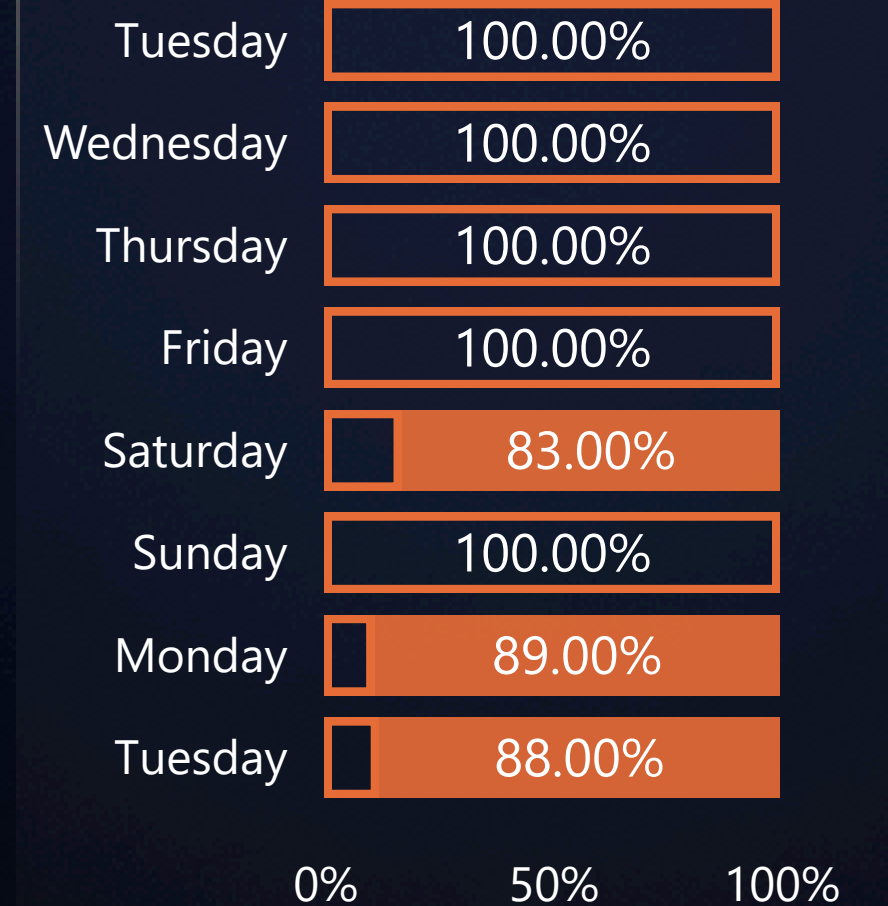 Tuesday 100.00%
Wednesday 100.00%
Thursday 100.00%
Friday 100.00%
Saturday 83.00%
Sunday 100.00%
Monday 89.00%
Tuesday 88.00%
0% 50% 100%